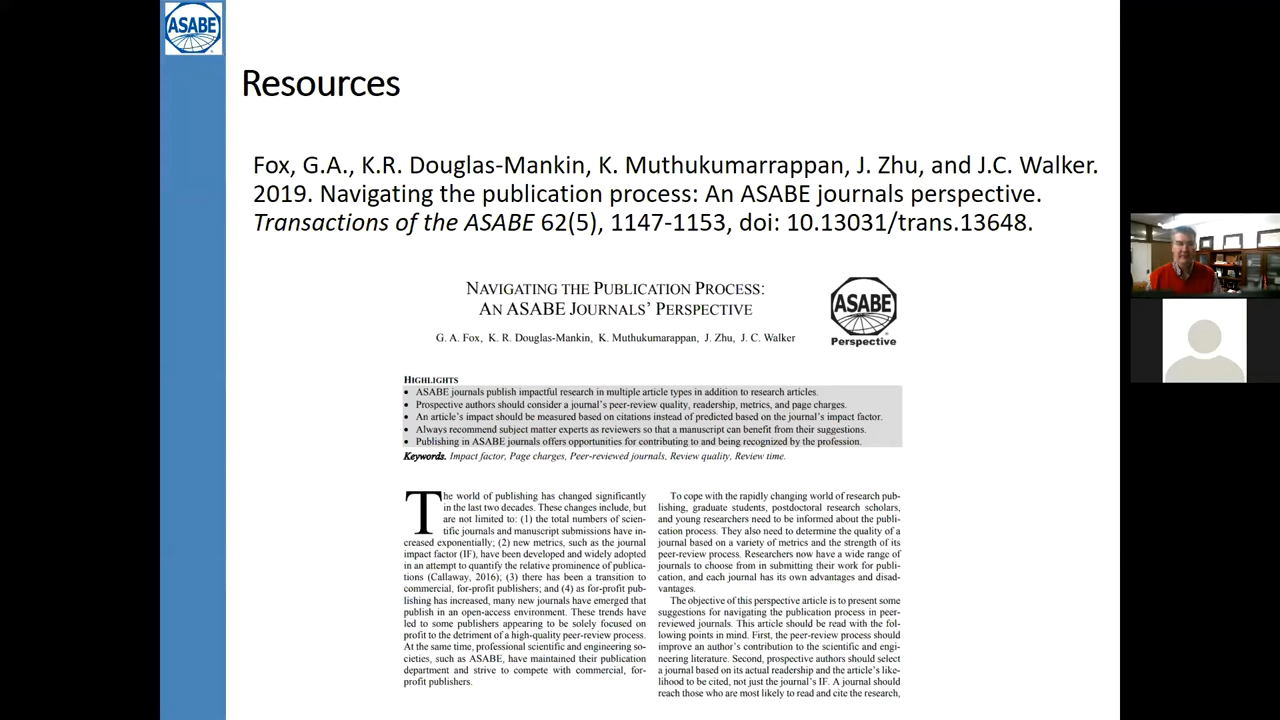 ASABE
Resources
Fox, G.A., K.R. Douglas-Mankin, K. Muthukumarrappan, J. Zhu, and J.C. Walker.
2019. Navigating the publication process: An ASABE journals perspective.
Transactions of the ASABE 62(5), 1147-1153, doi: 10.13031/trans.13648.
NAVIGATING THE PUBLICATION PROCESS:
AN ASABE JOURNALS' PERSPECTIVE
ASABE
Perspective
G. A. Fox, K. R. Douglas-Mankin, K. Muthukumarappan, J. Zhu, J. C. Walker
HIGHLIGHTS
• ASABE journals publish impactful research in multiple article types in addition to research articles.
• Prospective authors should consider a journal's peer-review quality, readership, metrics, and page charges.
• An article's impact should be measured based on citations instead of predicted based on the journal's impact factor.
• Always recommend subject matter experts as reviewers so that a manuscript can benefit from their suggestions.
• Publishing in ASABE journals offers opportunities for contributing to and being recognized by the profession.
Keywords. Impact factor, Page charges, Peer-reviewed journals, Review quality, Review time.
The world of publishing has changed significantly
in the last two decades. These changes include, but
are not limited to: (1) the total numbers of scien-
tific journals and manuscript submissions have in-
creased exponentially; (2) new metrics, such as the journal
impact factor (IF), have been developed and widely adopted
in an attempt to quantify the relative prominence of publica-
tions (Callaway, 2016); (3) there has been a transition to
commercial, for-profit publishers; and (4) as for-profit pub-
lishing has increased, many new journals have emerged that
publish in an open-access environment. These trends have
led to some publishers appearing to be solely focused on
profit to the detriment of a high-quality peer-review process.
At the same time, professional scientific and engineering so-
cieties, such as ASABE, have maintained their publication
department and strive to compete with commercial, for-
profit publishers.
To cope with the rapidly changing world of research pub-
lishing, graduate students, postdoctoral research scholars,
and young researchers need to be informed about the publi-
cation process. They also need to determine the quality of a
journal based on a variety of metrics and the strength of its
peer-review process. Researchers now have a wide range of
journals to choose from in submitting their work for publi-
cation, and each journal has its own advantages and disad-
vantages.
The objective of this perspective article is to present some
suggestions for navigating the publication process in peer-
reviewed journals. This article should be read with the fol-
lowing points in mind. First, the peer-review process should
improve an author's contribution to the scientific and engi-
neering literature. Second, prospective authors should select
a journal based on its actual readership and the article's like-
lihood to be cited, not just the journal's IF. A journal should
reach those who are most likely to read and cite the research,